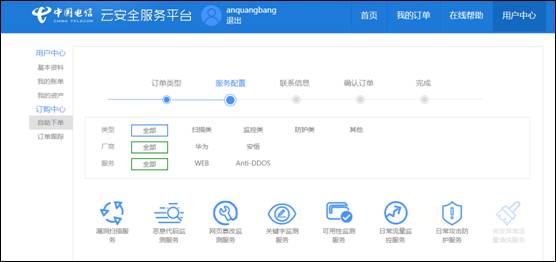 中国电信
CHINA TELECOM
云安全服务平台
anquangbang
退出
首页
我的订单
在线帮助
用户中心
用户中心
基本资料
我的账单
我的资产
订购中心
自助下单
订单跟踪
订单类型
服务配置
联系信息
确认订单
完成
类型
全部
扫描类
监控类
防护类
其他
厂商
全部
华为
安恒
服务
全部
WEB
Anti-DDOS
漏洞扫描服
务
恶意代码监
测服务
网页篡改监
测服务
关键字监测
服务
可用性监测
服务
日常流量监
控服务
日常攻击防
护服务